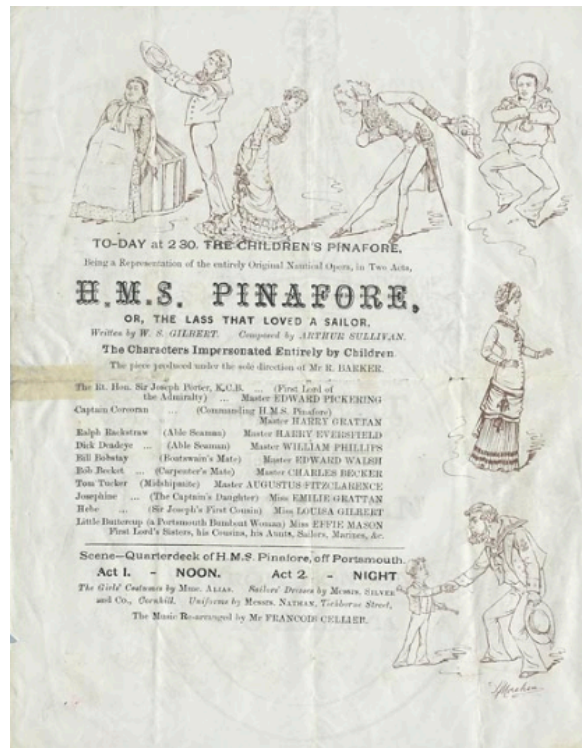 TO-DAY at 2 30. THE CHILDREN'S PINAFORE,
Being a Representation of the entirely Original Nautical Opera, in Two Acts,
H.M.S. PINAFORE,
OR, THE LASS THAT LOVED A SAILOR.
Written by W. S. GILBERT. Composed by ARTHUR SULLIVAN.
The Characters Impersonated Entirely by Children
The piece produced under the sole direction of Mr R. BARKER.
The Rt. Hon. Sir Joseph Porter, K.C.B. ... (First Lord of
the Admiralty) ... Master EDWARD PICKERING
Captain Corcoran ... (Commanding H.M.S. Pinafore)
Master HARRY GRATTAN
Ralph Rackstraw (Able Seaman) Master HARRY EVERSFIELD
Dick Deadeye ... (Able Seaman) Master WILLIAM PHILLIPS
Bill Bobstay (Boatswain's Mate) Master EDWARD WALSH
Bob Becket ... (Carpenter's Mate) Master CHARLES BECKER
Tom Tucker (Midshipmate) Master AUGUSTUS FITZCLARENCE
Josephine ... (The Captain's Daughter) Miss EMILIE GRATTAN
Hebe ... (Sir Joseph's First Cousin) Miss LOUISA GILBERT
Little Buttercup (a Portsmouth Bumboat Woman) Miss EFFIE MASON
First Lord's Sisters, his Cousins, his Aunts, Sailors, Marines, &c.
Scene—Quarterdeck of H.M.S. Pinafore, off Portsmouth.
Act 1. - NOON. Act 2. - NIGHT
The Girls' Costumes by Mme. ALIAS. Sailors' Dresses by Messrs. SILVER
and Co., Cornhill. Uniforms by Messrs. NATHAN, Tichborne Street,
The Music Re-arranged by Mr FRANCOIS CELLIER.